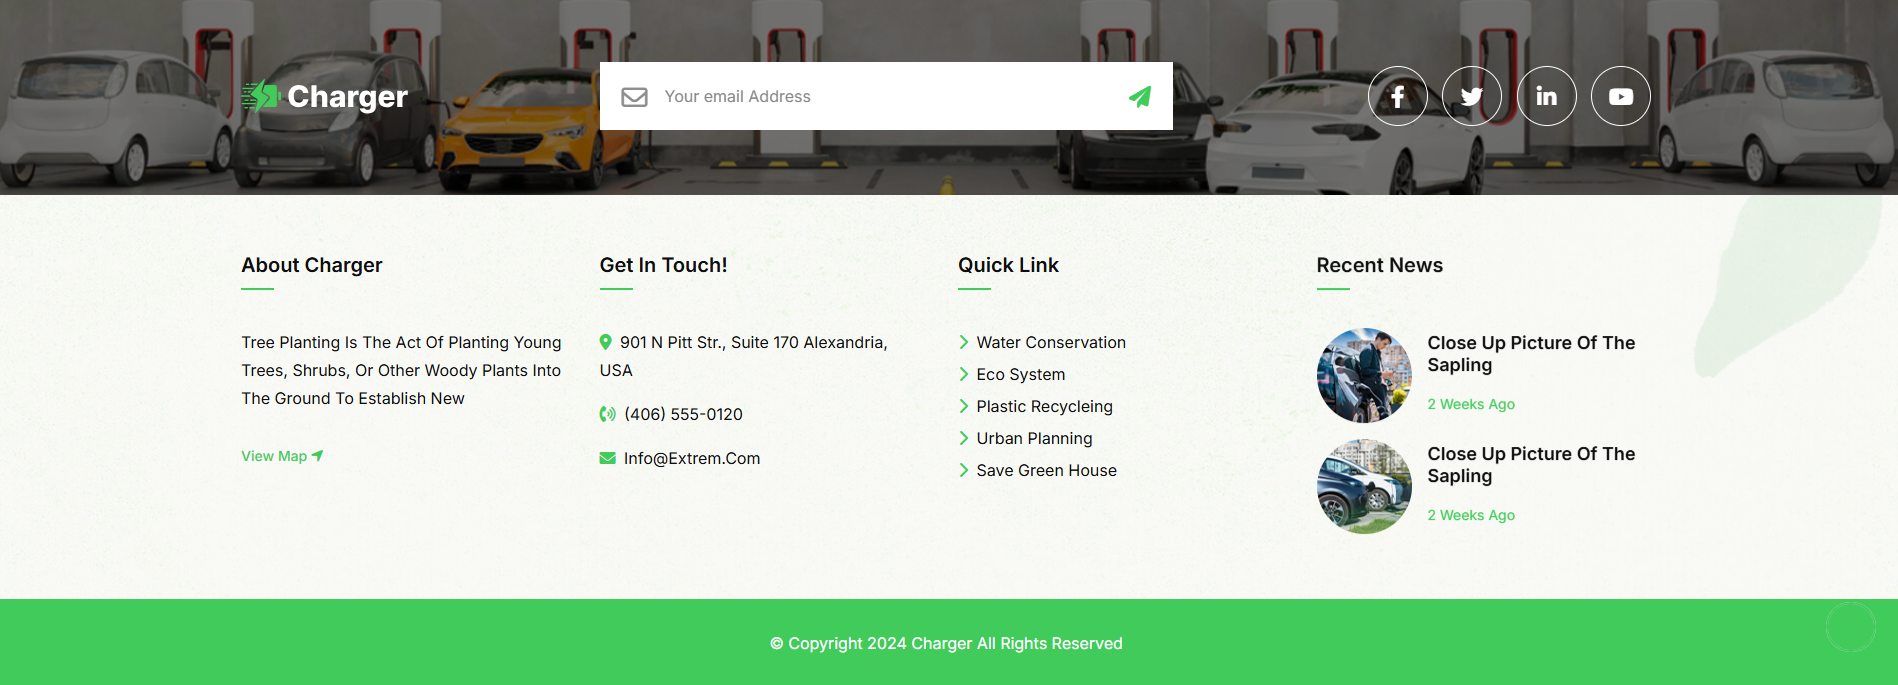 Charger
Your email Address
About Charger
Tree Planting Is The Act Of Planting Young
Trees, Shrubs, Or Other Woody Plants Into
The Ground To Establish New
View Map
Get In Touch!
901 N Pitt Str., Suite 170 Alexandria,
USA
(406) 555-0120
Info@Extrem.Com
Quick Link
Water Conservation
Eco System
Plastic Recycleing
Urban Planning
Save Green House
Recent News
Close Up Picture Of The
Sapling
2 Weeks Ago
Close Up Picture Of The
Sapling
2 Weeks Ago
© Copyright 2024 Charger All Rights Reserved